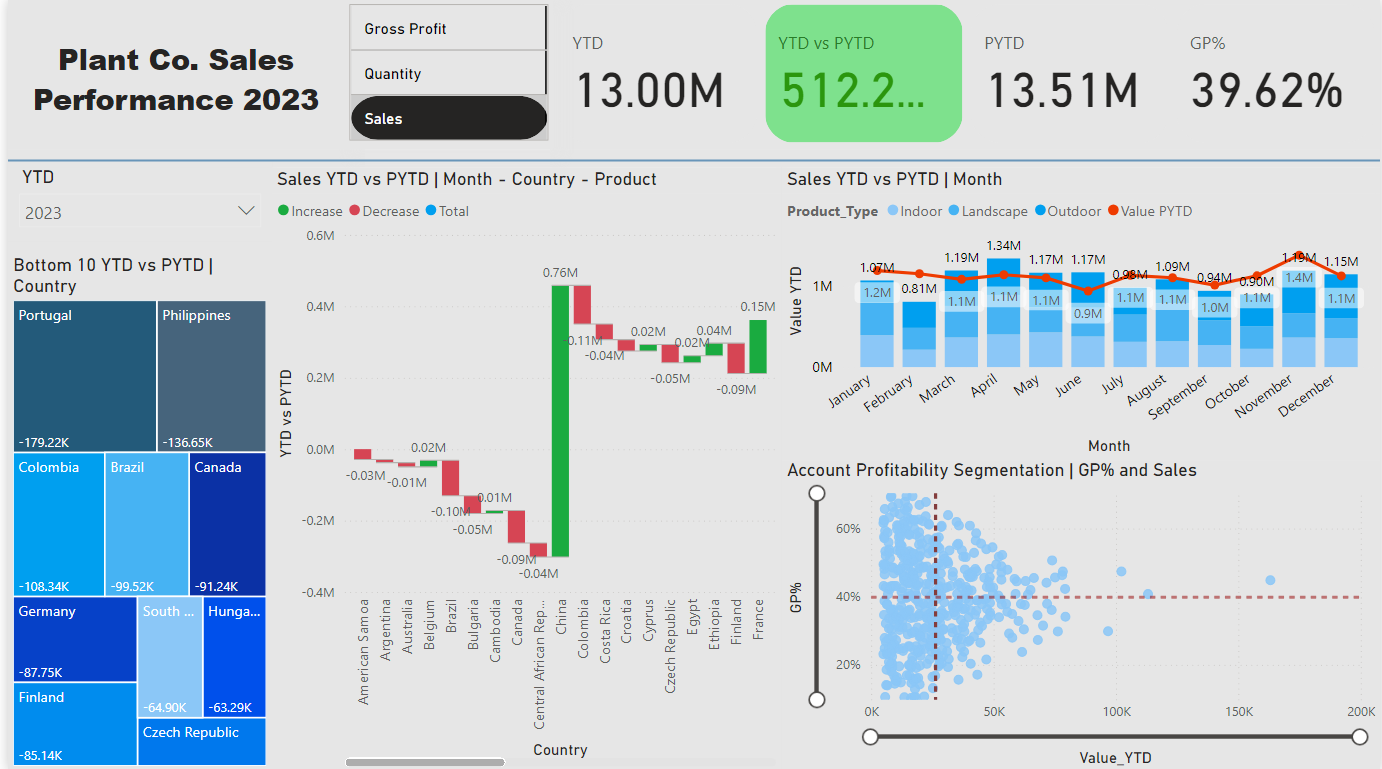 Plant Co. Sales
Performance 2023
Gross Profit
Quantity
Sales
YTD
13.00M
YTD vs PYTD
512.2...
PYTD
13.51M
GP%
39.62%
YTD
2023
Bottom 10 YTD vs PYTD |
Country
Portugal
-179.22K
Philippines
-136.65K
Colombia
-108.34K
Brazil
-99.52K
Canada
-91.24K
Germany
-87.75K
South ...
-64.90K
Hunga...
-63.29K
Finland
-85.14K
Czech Republic
Sales YTD vs PYTD | Month - Country - Product
Increase Decrease Total
YTD vs PYTD
0.6M
0.4M
0.2M
0.0M
-0.2M
-0.4M
-0.03M
-0.01M
0.02M
-0.10M
-0.05M
0.01M
-0.09M
-0.04M
0.76M
-0.11M
-0.04M
0.02M
-0.05M
0.02M
0.04M
-0.09M
0.15M
American Samoa
Argentina
Australia
Belgium
Brazil
Bulgaria
Cambodia
Canada
Central African Rep...
China
Colombia
Costa Rica
Croatia
Cyprus
Czech Republic
Egypt
Ethiopia
Finland
France
Country
Sales YTD vs PYTD | Month
Product_Type Indoor Landscape Outdoor Value PYTD
Value YTD
1M
0M
1.07M
0.81M
1.19M
1.34M
1.17M
1.17M
0.98M
1.09M
0.94M
0.90M
1.19M
1.15M
1.2M
1.1M
1.1M
1.1M
0.9M
1.1M
1.1M
1.0M
1.1M
1.4M
1.1M
January
February
March
April
May
June
July
August
September
October
November
December
Month
Account Profitability Segmentation | GP% and Sales
GP%
60%
40%
20%
0K
50K
100K
150K
200K
Value_YTD